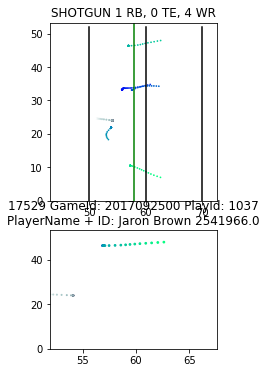 SHOTGUN 1 RB, 0 TE, 4 WR
50
40
30
20
10
0
50 60 70
17529 GameId: 2017092500 PlayId: 1037
PlayerName + ID: Jaron Brown 2541966.0
40
20
0
55 60 65